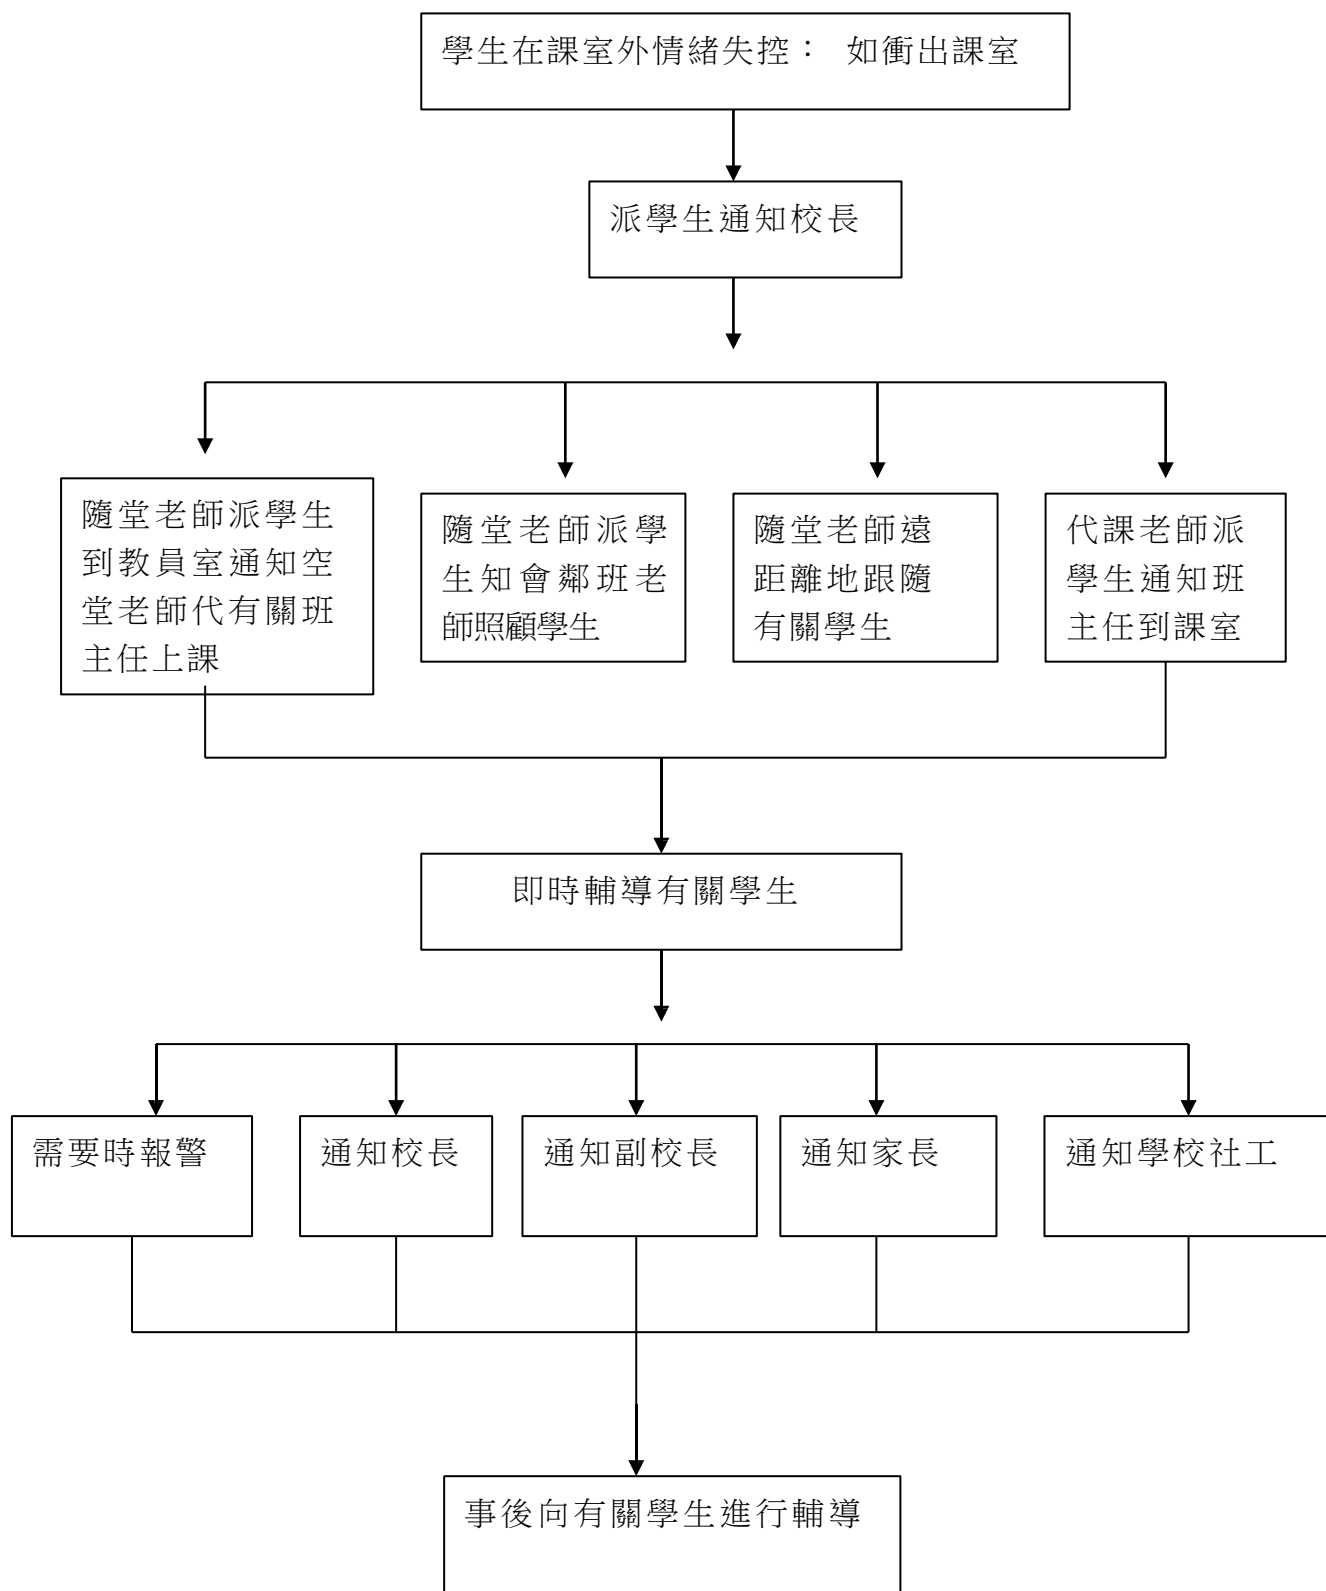 學生在課室外情緒失控： 如衝出課室
派學生通知校長
隨堂老師派學生
到教員室通知空
堂老師代有關班
主任上課
隨堂老師派學
生知會鄰班老
師照顧學生
隨堂老師遠
距離地跟隨
有關學生
代課老師派
學生通知班
主任到課室
即時輔導有關學生
需要時報警
通知校長
通知副校長
通知家長
通知學校社工
事後向有關學生進行輔導